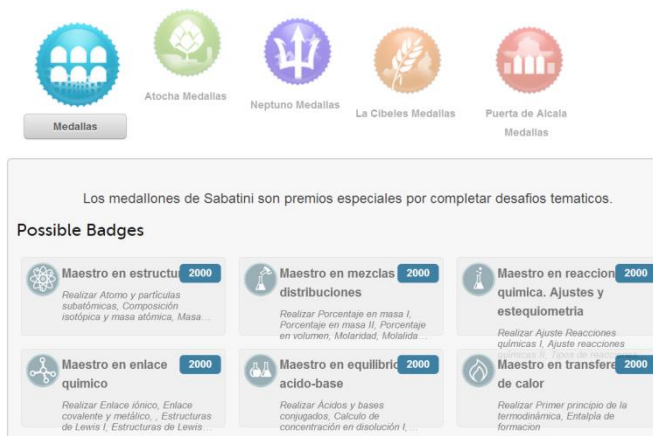 Atocha Medallas
Neptuno Medallas
La Cibeles Medallas
Puerta de Alcala
Medallas
Medallas
Los medallones de Sabatini son premios especiales por completar desafios tematicos.
Possible Badges
Maestro en estructu 2000
Realizar Atomo y partículas
subatómicas, Composición
isotópica y masa atómica, Masa…
Maestro en mezclas 2000
distribuciones
Realizar Porcentaje en masa I,
Porcentaje en masa II, Porcentaje
en volumen, Molaridad, Molalida…
Maestro en reaccion 2000
quimica. Ajustes y
estequiometria
Realizar Ajuste Reacciones
químicas I, Ajuste reacciones
químicas II, Tipos de reacciones
Maestro en enlace 2000
quimico
Realizar Enlace iónico, Enlace
covalente y metálico, , Estructuras
de Lewis I, Estructuras de Lewis…
Maestro en equilibrio 2000
acido-base
Realizar Ácidos y bases
conjugados, Calculo de
concentración en disolución I,…
Maestro en transfere 2000
de calor
Realizar Primer principio de la
termodinámica, Entalpía de
formacion